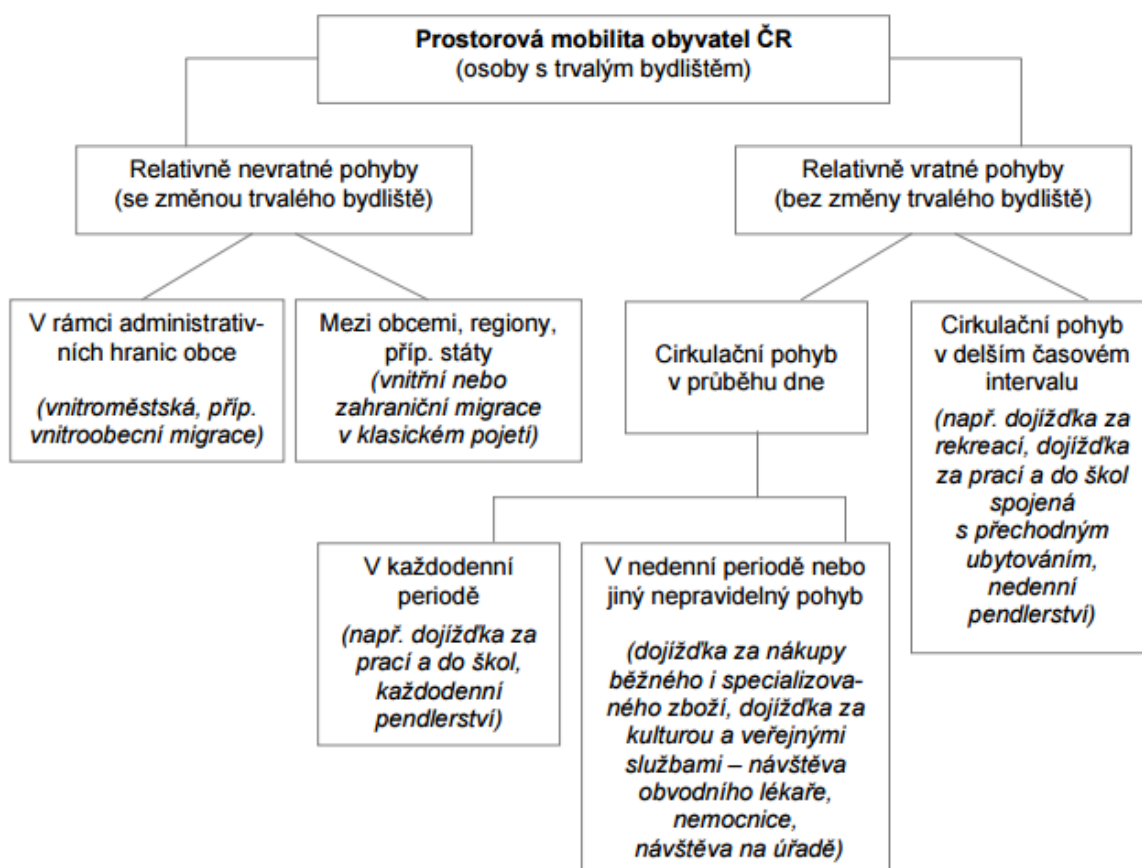 Prostorová mobilita obyvatel ČR
(osoby s trvalým bydlištěm)
Relativně nevratné pohyby
(se změnou trvalého bydliště)
Relativně vratné pohyby
(bez změny trvalého bydliště)
V rámci administrativ-
ních hranic obce
(vnitroměstská, příp.
vnitroobecní migrace)
Mezi obcemi, regiony,
příp. státy
(vnitřní nebo
zahraniční migrace
v klasickém pojetí)
Cirkulační pohyb
v průběhu dne
Cirkulační pohyb
v delším časovém
intervalu
(např. dojížďka za
rekreací, dojížďka
za prací a do škol
spojená
s přechodným
ubytováním,
nedenní
pendlerství)
V každodenní
periodě
(např. dojížďka za
prací a do škol,
každodenní
pendlerství)
V nedenní periodě nebo
jiný nepravidelný pohyb
(dojížďka za nákupy
běžného i specializova-
ného zboží, dojížďka za
kulturou a veřejnými
službami – návštěva
obvodního lékaře,
nemocnice,
návštěva na úřadě)